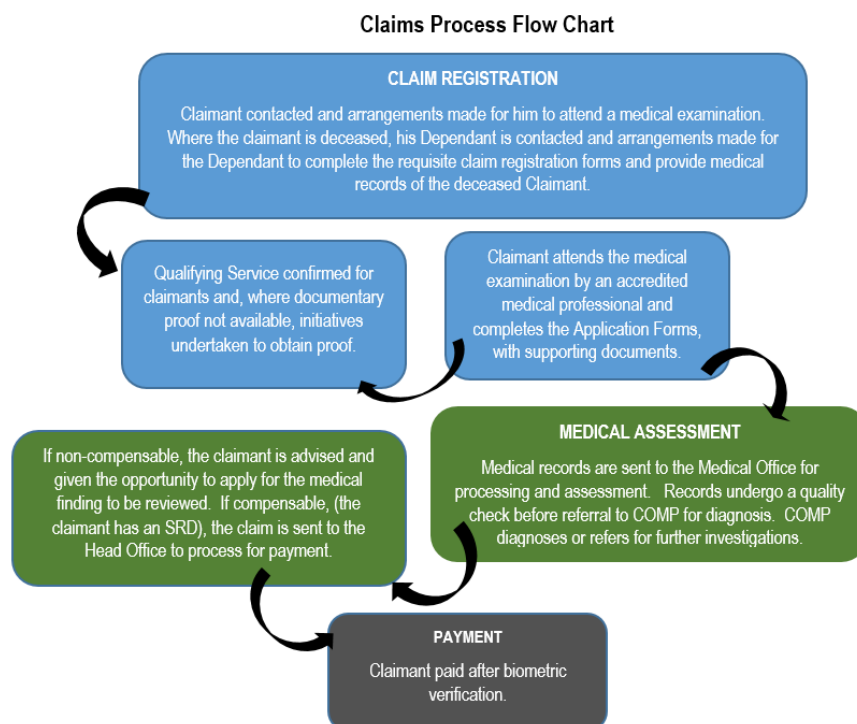 Claims Process Flow Chart
CLAIM REGISTRATION
Claimant contacted and arrangements made for him to attend a medical examination.
Where the claimant is deceased, his Dependant is contacted and arrangements made for
the Dependant to complete the requisite claim registration forms and provide medical
records of the deceased Claimant.
Qualifying Service confirmed for
claimants and, where documentary
proof not available, initiatives
undertaken to obtain proof.
Claimant attends the medical
examination by an accredited
medical professional and
completes the Application Forms,
with supporting documents.
If non-compensable, the claimant is advised and
given the opportunity to apply for the medical
finding to be reviewed. If compensable, (the
claimant has an SRD), the claim is sent to the
Head Office to process for payment.
MEDICAL ASSESSMENT
Medical records are sent to the Medical Office for
processing and assessment. Records undergo a quality
check before referral to COMP for diagnosis. COMP
diagnoses or refers for further investigations.
PAYMENT
Claimant paid after biometric
verification.